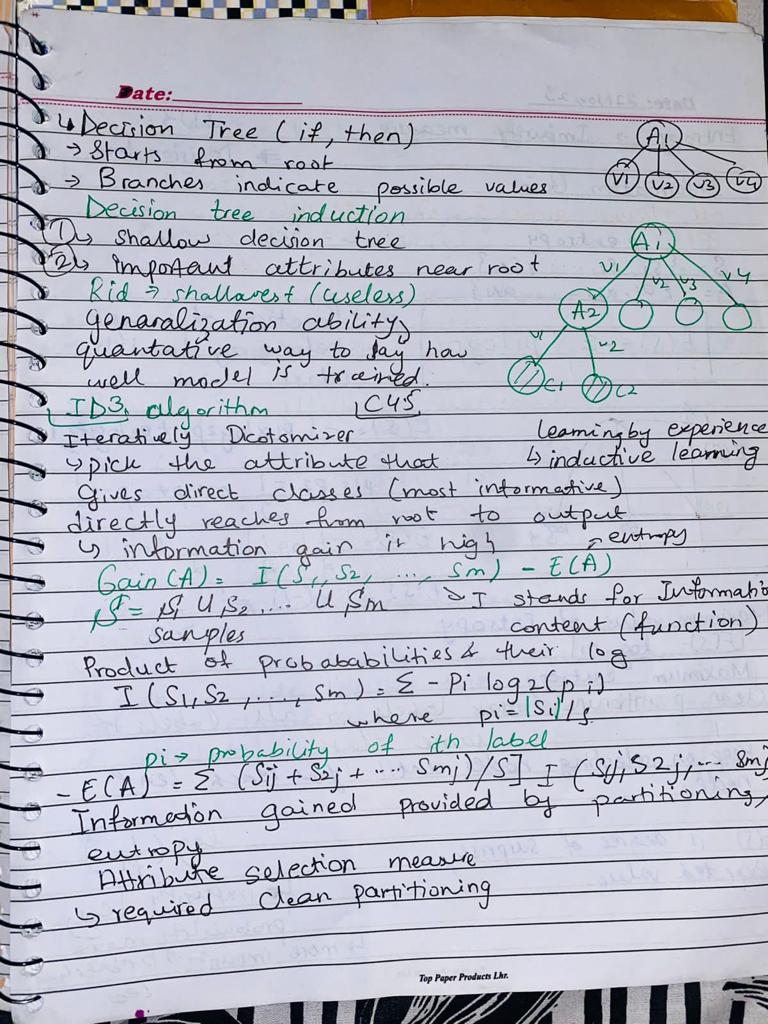 Date:
↳ Decision Tree (if, then)
→ Starts from root
→ Branches indicate possible values
A1
V1 V2 V3 V4
Decision tree induction
① ↳ shallow decision tree
② ↳ important attributes near root
A1
V1 V2 V3 V4
A2
V1 V2
C1 C2
→ shallowest (useless)
genaralization ability,
quantative way to say how
well model is trained.
ID3 algorithm C45
Iteratively Dcotomizer
↳ pick the attribute that
learning by experience
↳ inductive learning
Gives direct classes (most informative)
directly reaches from root to output
↳ information gain is high
→ entropy
Gain(A) = I(S1, S2, ..., Sm) - E(A)
S = S1 U S2 .... U Sm
samples
↘ I stands for Informatio
content (function)
Product of probababilities & their log
I (S1, S2, ..., Sm) = Σ - Pi log2(pi)
where pi = |Si|/s
pi → probability of ith label
- E(A) = Σ (Sij + S2j + ... Smj)/S] I (Sij, S2j, ... Smj
Information gained provided by partitioning,
entropy
Attribute selection measure
↳ required clean partitioning
Top Paper Products Lhr.